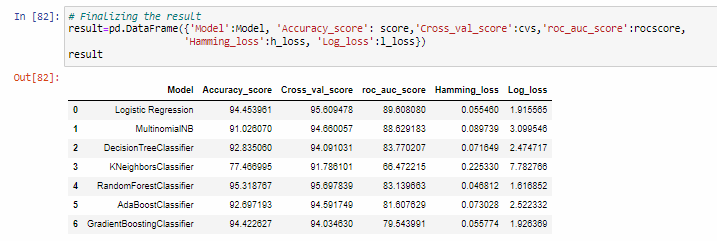 In [82]: # Finalizing the result
result=pd.DataFrame({'Model':Model, 'Accuracy_score': score,'Cross_val_score':cvs,'roc_auc_score':rocscore,
'Hamming_loss':h_loss, 'Log_loss':l_loss})
result
Out[82]:
Model Accuracy_score Cross_val_score roc_auc_score Hamming_loss Log_loss
0 Logistic Regression 94.453961 95.609478 89.608080 0.055460 1.915565
1 MultinomialNB 91.026070 94.660057 88.629183 0.089739 3.099546
2 DecisionTreeClassifier 92.835060 94.091031 83.770207 0.071649 2.474717
3 KNeighborsClassifier 77.466995 91.786101 66.472215 0.225330 7.782766
4 RandomForestClassifier 95.318767 95.697839 83.139663 0.046812 1.616852
5 AdaBoostClassifier 92.697193 94.591749 81.607629 0.073028 2.522332
6 GradientBoostingClassifier 94.422627 94.034630 79.543991 0.055774 1.926369